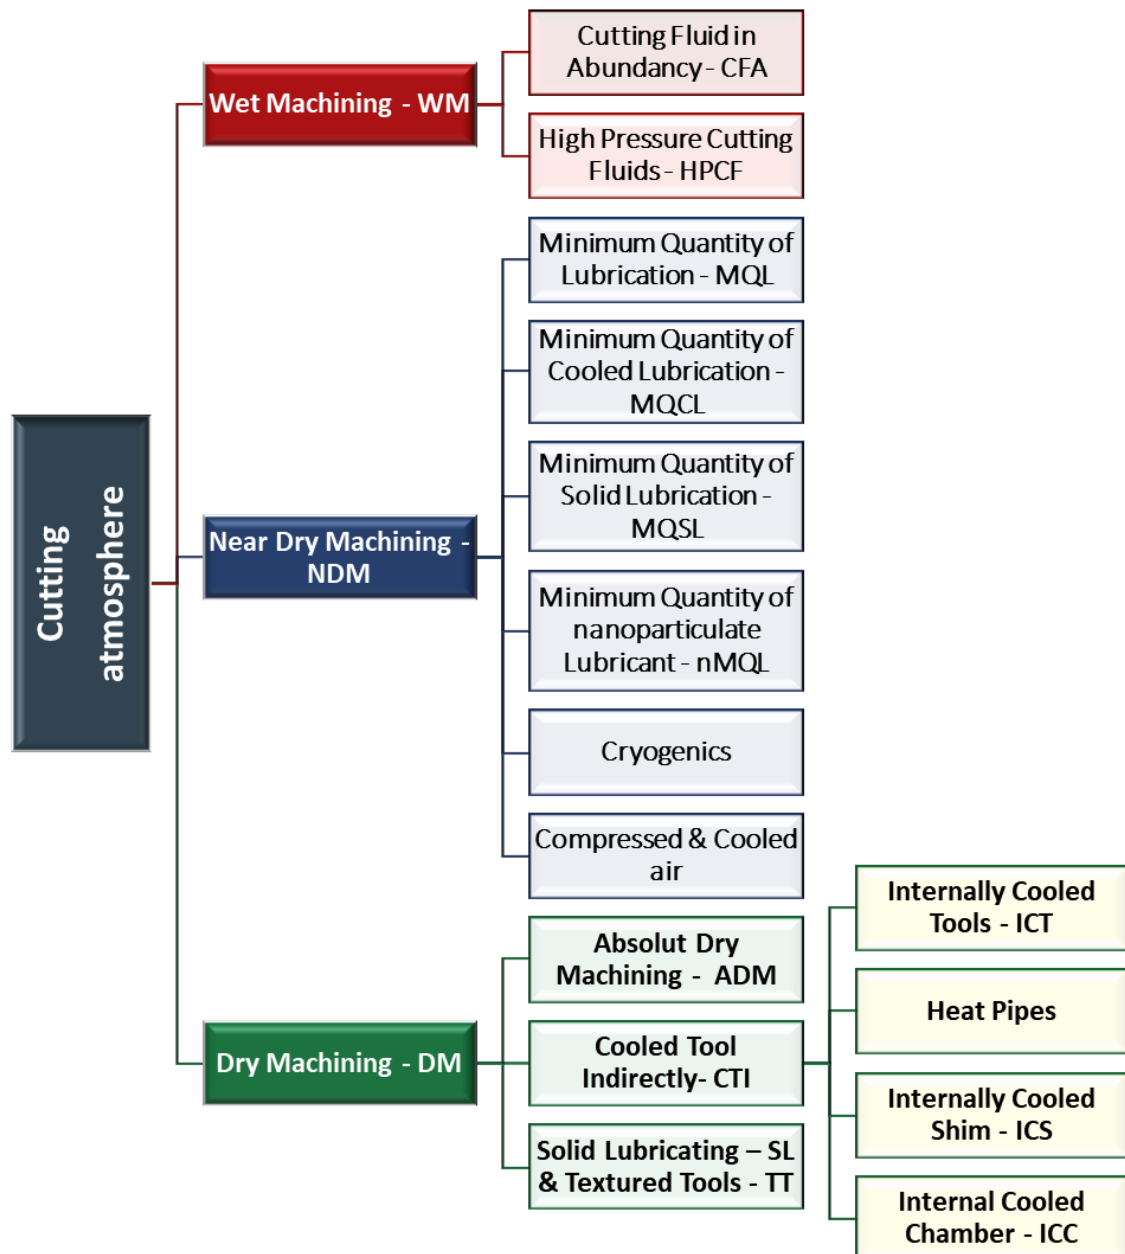 Cutting
atmosphere
Wet Machining - WM
Cutting Fluid in
Abundancy - CFA
High Pressure Cutting
Fluids - HPCF
Near Dry Machining -
NDM
Minimum Quantity of
Lubrication - MQL
Minimum Quantity of
Cooled Lubrication -
MQCL
Minimum Quantity of
Solid Lubrication -
MQSL
Minimum Quantity of
nanoparticulate
Lubricant - nMQL
Cryogenics
Compressed & Cooled
air
Dry Machining - DM
Absolut Dry
Machining - ADM
Cooled Tool
Indirectly- CTI
Internally Cooled
Tools - ICT
Heat Pipes
Internally Cooled
Shim - ICS
Internal Cooled
Chamber - ICC
Solid Lubricating – SL
& Textured Tools - TT